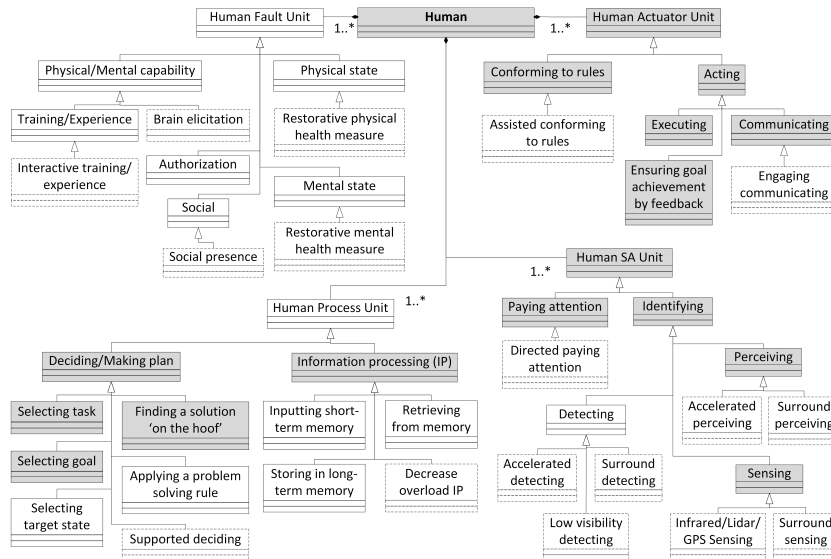 Human Fault Unit
1..*
Human
1..*
Human Actuator Unit
Physical/Mental capability
Physical state
Conforming to rules
Acting
Training/Experience
Brain elicitation
Restorative physical
health measure
Assisted conforming
to rules
Executing
Communicating
Interactive training/
experience
Authorization
Ensuring goal
achievement
by feedback
Engaging
communicating
Mental state
Social
Restorative mental
health measure
Social presence
Human SA Unit
1..*
Human Process Unit
1..*
Paying attention
Identifying
Directed paying
attention
Deciding/Making plan
Information processing (IP)
Perceiving
Selecting task
Finding a solution
'on the hoof'
Inputting short-
term memory
Retrieving
from memory
Detecting
Accelerated
perceiving
Surround
perceiving
Selecting goal
Applying a problem
solving rule
Storing in long-
term memory
Decrease
overload IP
Accelerated
detecting
Surround
detecting
Sensing
Selecting
target state
Supported deciding
Low visibility
detecting
Infrared/Lidar/
GPS Sensing
Surround
sensing